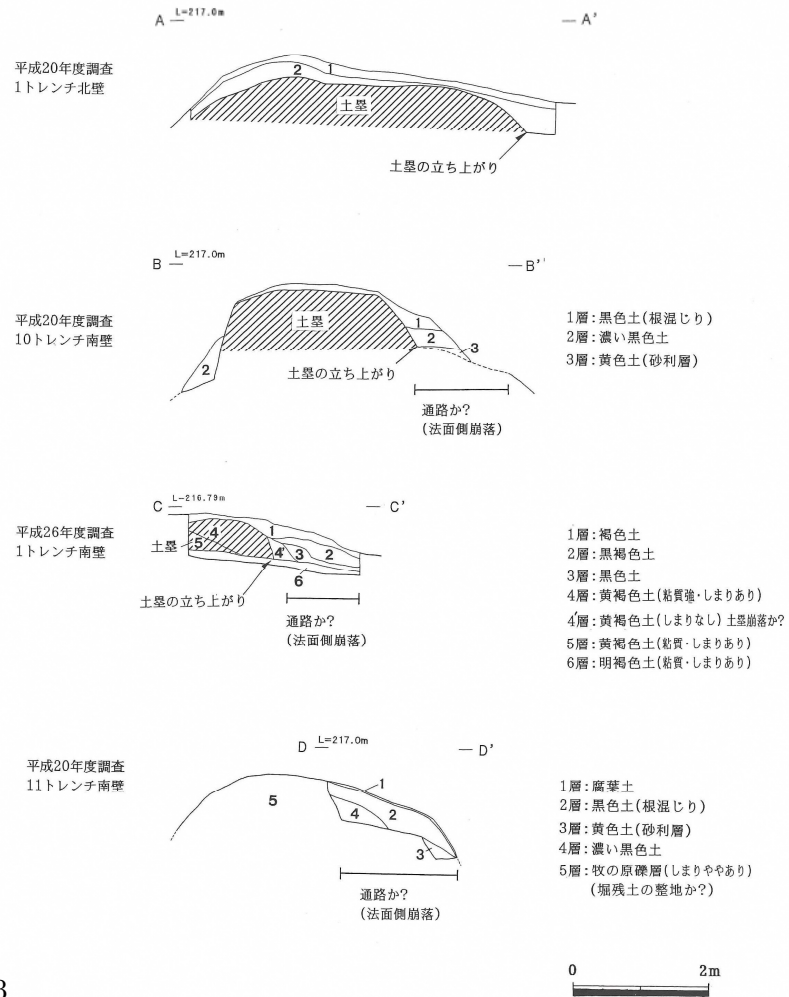 A L=217.0m A'
平成20年度調査
1トレンチ北壁
2 1
土塁
土塁の立ち上がり
B L=217.0m B'
平成20年度調査
10トレンチ南壁
土塁
1
2
3
2
土塁の立ち上がり
通路か?
(法面側崩落)
1層:黒色土(根混じり)
2層:濃い黒色土
3層:黄色土(砂利層)
C L=216.79m C'
平成26年度調査
1トレンチ南壁
土塁
4 1
5 4' 3 2
6
土塁の立ち上がり
通路か?
(法面側崩落)
1層:褐色土
2層:黒褐色土
3層:黒色土
4層:黄褐色土(粘質強・しまりあり)
4'層:黄褐色土(しまりなし)土塁崩落か?
5層:黄褐色土(粘質・しまりあり)
6層:明褐色土(粘質・しまりあり)
D L=217.0m D'
平成20年度調査
11トレンチ南壁
1
5
4 2
3
通路か?
(法面側崩落)
1層:腐葉土
2層:黒色土(根混じり)
3層:黄色土(砂利層)
4層:濃い黒色土
5層:牧の原礫層(しまりややあり)
(堀残土の整地か?)
0 2m